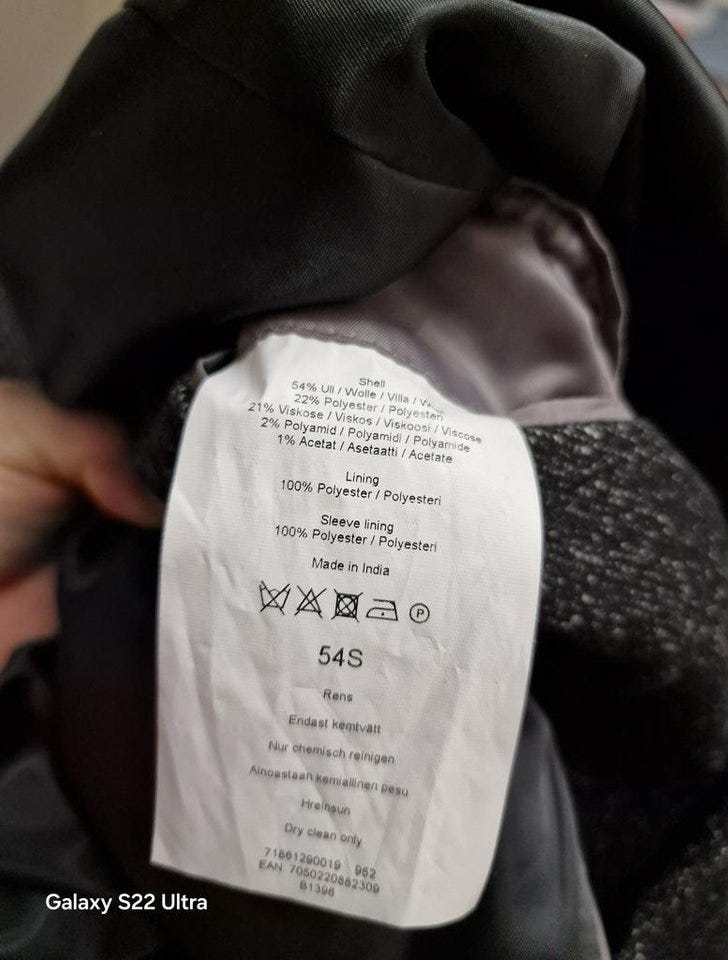 Shell
54% Ull / Wolle / Villa /
22% Polyester / Polyesteri
21% Viskose / Viskos / Viskoosi / Viscose
2% Polyamid / Polyamidi / Polyamide
1% Acetat / Asetaatti / Acetate
Lining
100% Polyester / Polyesteri
Sleeve lining
100% Polyester / Polyesteri
Made in India
P
54S
Rens
Endast kemtvätt
Nur chemisch reinigen
Ainoastaan kemiallinen pesu
Hreinsun
Dry clean only
71861290019 952
EAN 7050220882309
B1396
Galaxy S22 Ultra